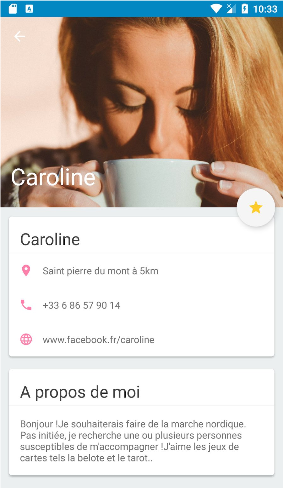 10:33
Caroline
Caroline
Saint pierre du mont à 5km
+33 6 86 57 90 14
www.facebook.fr/caroline
A propos de moi
Bonjour !Je souhaiterais faire de la marche nordique.
Pas initiée, je recherche une ou plusieurs personnes
susceptibles de m'accompagner !J'aime les jeux de
cartes tels la belote et le tarot..